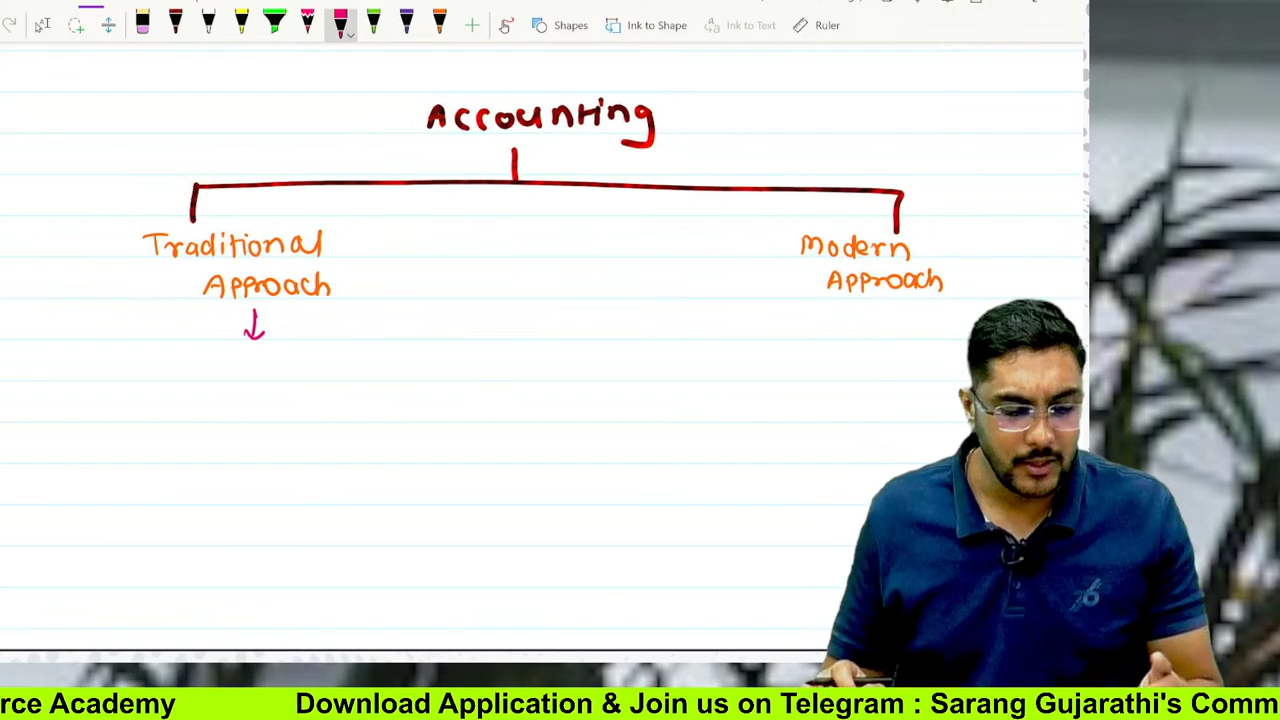 Shapes Ink to Shape Ink to Text Ruler
Accounting
Traditional
Approach
Modern
Approach
rce Academy Download Application & Join us on Telegram : Sarang Gujarathi's Comm